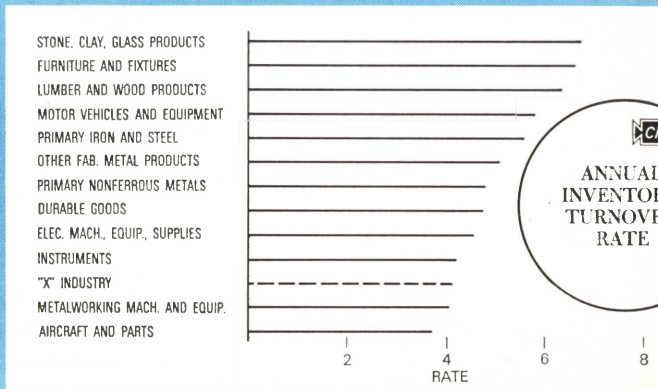 STONE, CLAY, GLASS PRODUCTS
FURNITURE AND FIXTURES
LUMBER AND WOOD PRODUCTS
MOTOR VEHICLES AND EQUIPMENT
PRIMARY IRON AND STEEL
OTHER FAB. METAL PRODUCTS
PRIMARY NONFERROUS METALS
DURABLE GOODS
ELEC. MACH., EQUIP., SUPPLIES
INSTRUMENTS
"X" INDUSTRY
METALWORKING MACH. AND EQUIP.
AIRCRAFT AND PARTS
ANNUAL
TURNOVE
RATE
2 4 6 8
RATE